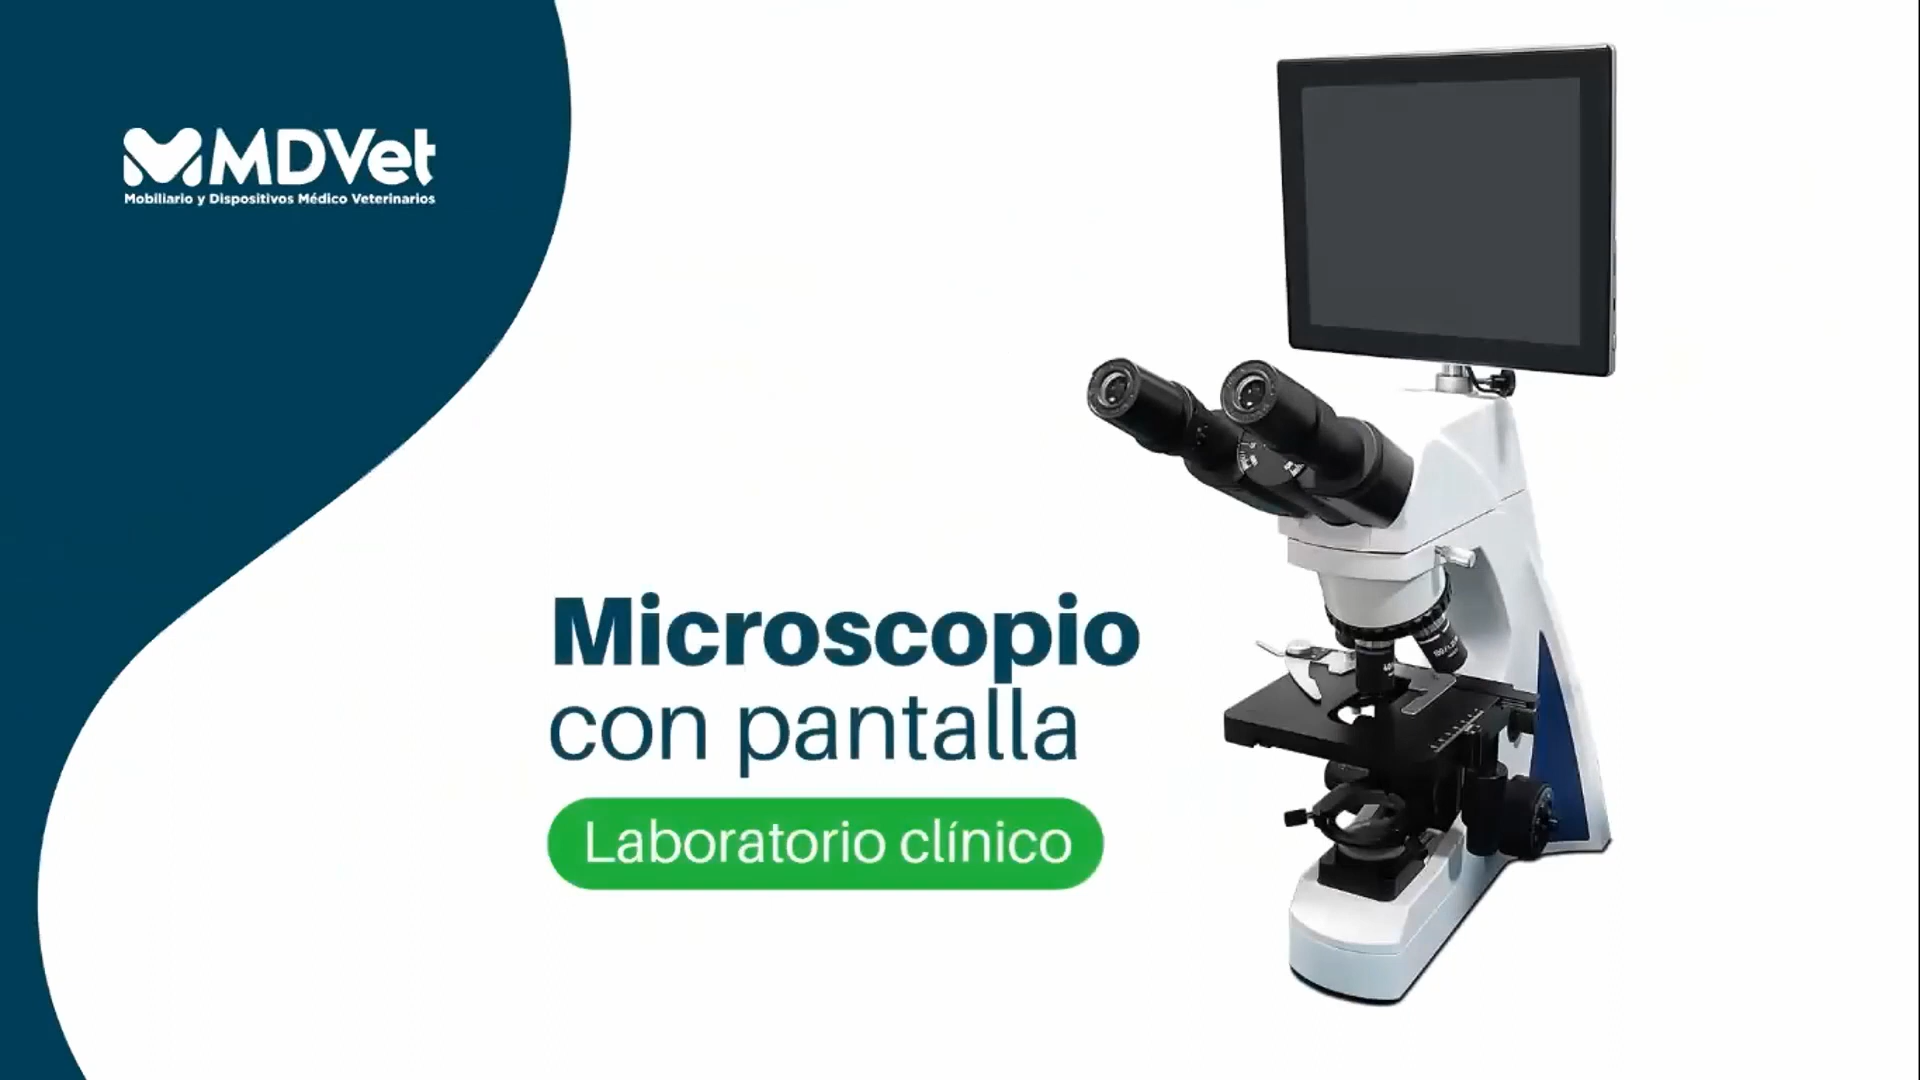 MDVet
Mobiliario y Dispositivos Médico Veterinarios
Microscopio
con pantalla
Laboratorio clínico